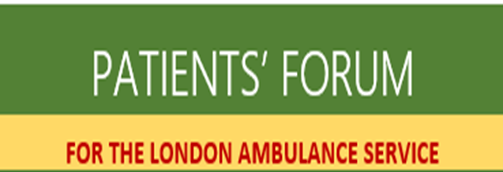 PATIENTS’ FORUM
FOR THE LONDON AMBULANCE SERVICE